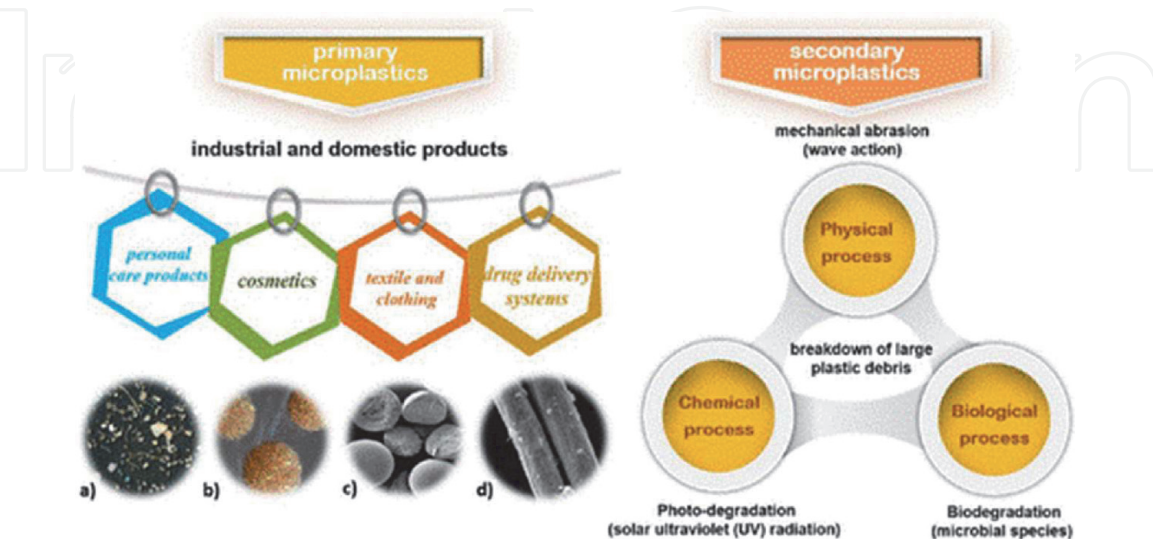 primary
microplastics
industrial and domestic products
personal
care products
cosmetics
textile and
clothing
drug delivery
systems
a)
b)
c)
d)
secondary
microplastics
mechanical abrasion
(wave action)
Physical
process
breakdown of large
plastic debris
Chemical
process
Biological
process
Photo-degradation
(solar ultraviolet (UV) radiation)
Biodegradation
(microbial species)